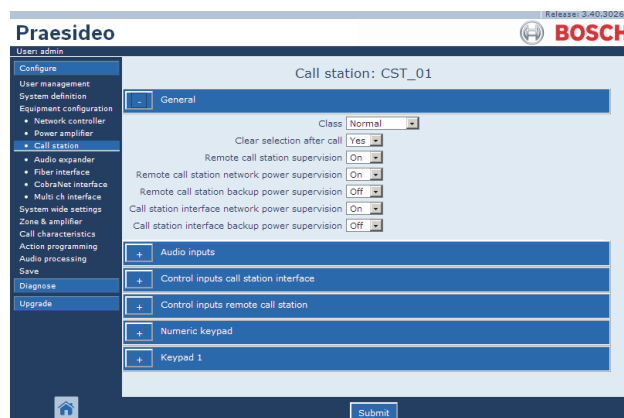 Release: 3.40.3026
Praesideo
BOSCH
User: admin
Configure
User management
System definition
Equipment configuration
• Network controller
• Power amplifier
• Call station
• Audio expander
• Fiber interface
• CobraNet interface
• Multi ch interface
System wide settings
Zone & amplifier
Call characteristics
Action programming
Audio processing
Save
Diagnose
Upgrade
Call station: CST_01
- General
Class Normal
Clear selection after call Yes
Remote call station supervision On
Remote call station network power supervision On
Remote call station backup power supervision Off
Call station interface network power supervision On
Call station interface backup power supervision Off
+ Audio inputs
+ Control inputs call station interface
+ Control inputs remote call station
+ Numeric keypad
+ Keypad 1
Submit